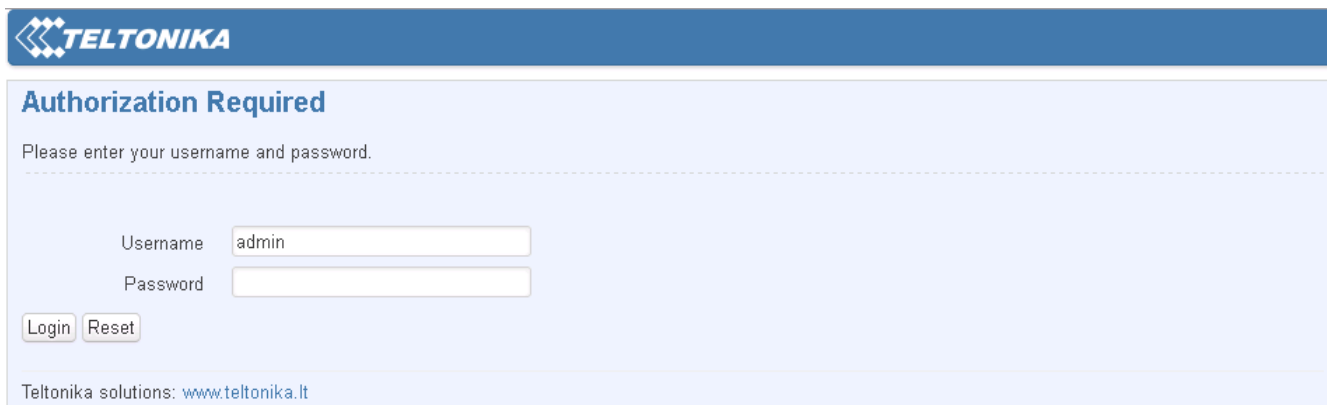 TELTONIKA
Authorization Required
Please enter your username and password.
Username admin
Password
Login Reset
Teltonika solutions: www.teltonika.lt